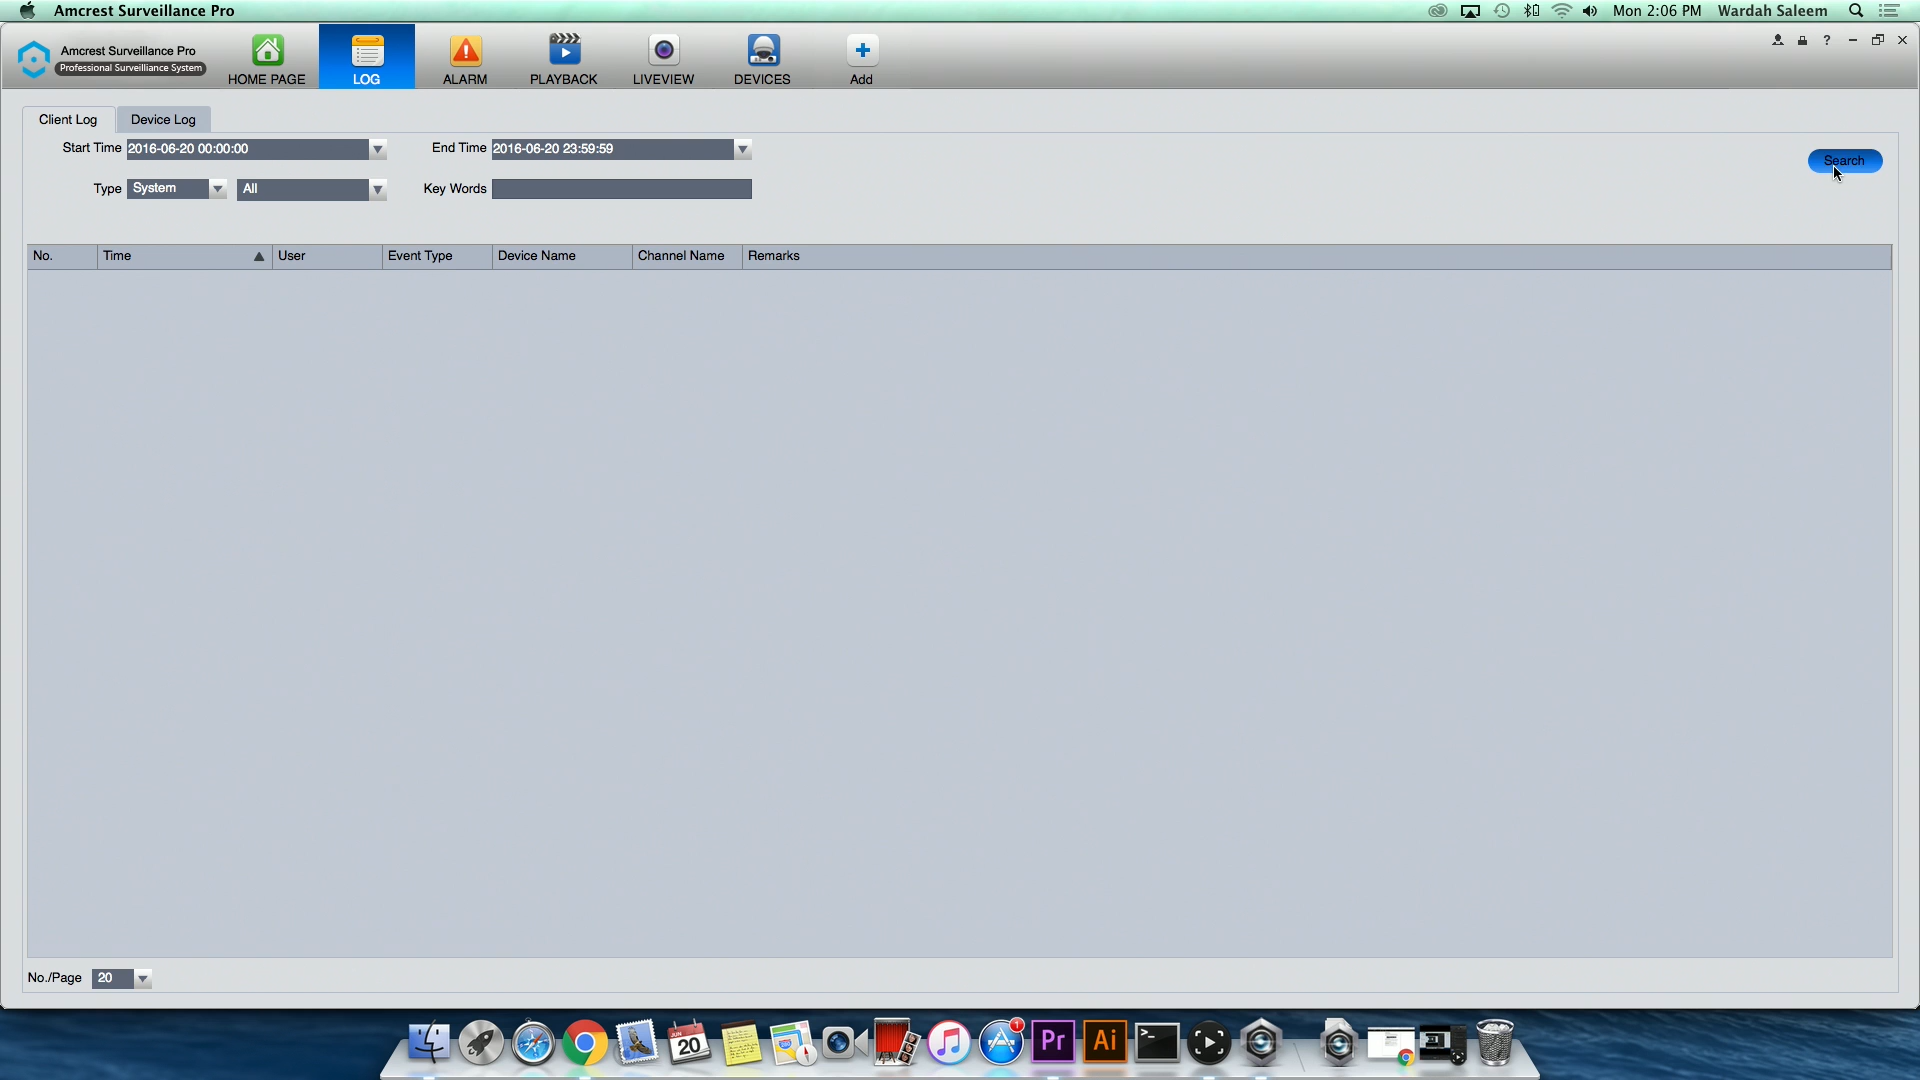 Amcrest Surveillance Pro
Mon 2:06 PM Wardah Saleem
Amcrest Surveillance Pro
Professional Surveillance System
HOME PAGE LOG ALARM PLAYBACK LIVEVIEW DEVICES Add
?
Client Log Device Log
Start Time 2016-06-20 00:00:00 End Time 2016-06-20 23:59:59
Search
Type System All Key Words
No. Time User Event Type Device Name Channel Name Remarks
No./Page 20
JUN
20
Pr
Ai
1